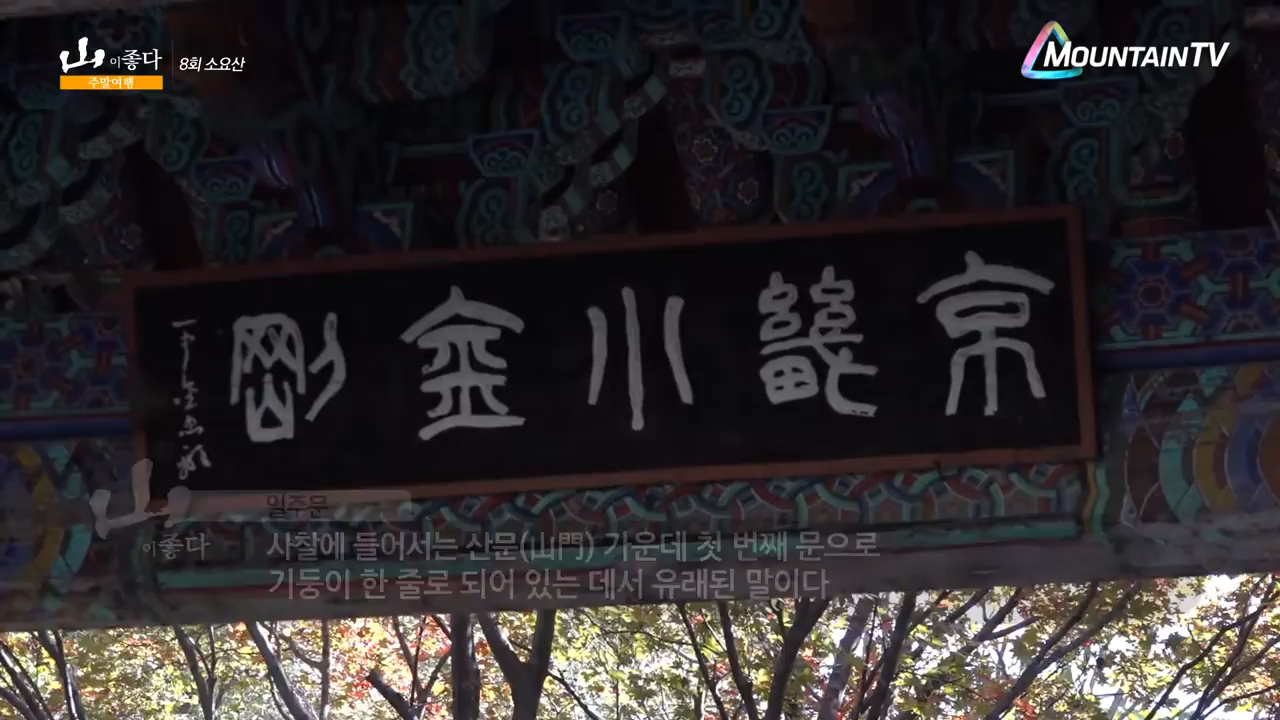 山이좋다
주말여행
8회 소요산
MOUNTAINTV
京畿小金剛
山이좋다
일주문
사찰에 들어서는 산문(山門) 가운데 첫 번째 문으로
기둥이 한 줄로 되어 있는 데서 유래된 말이다